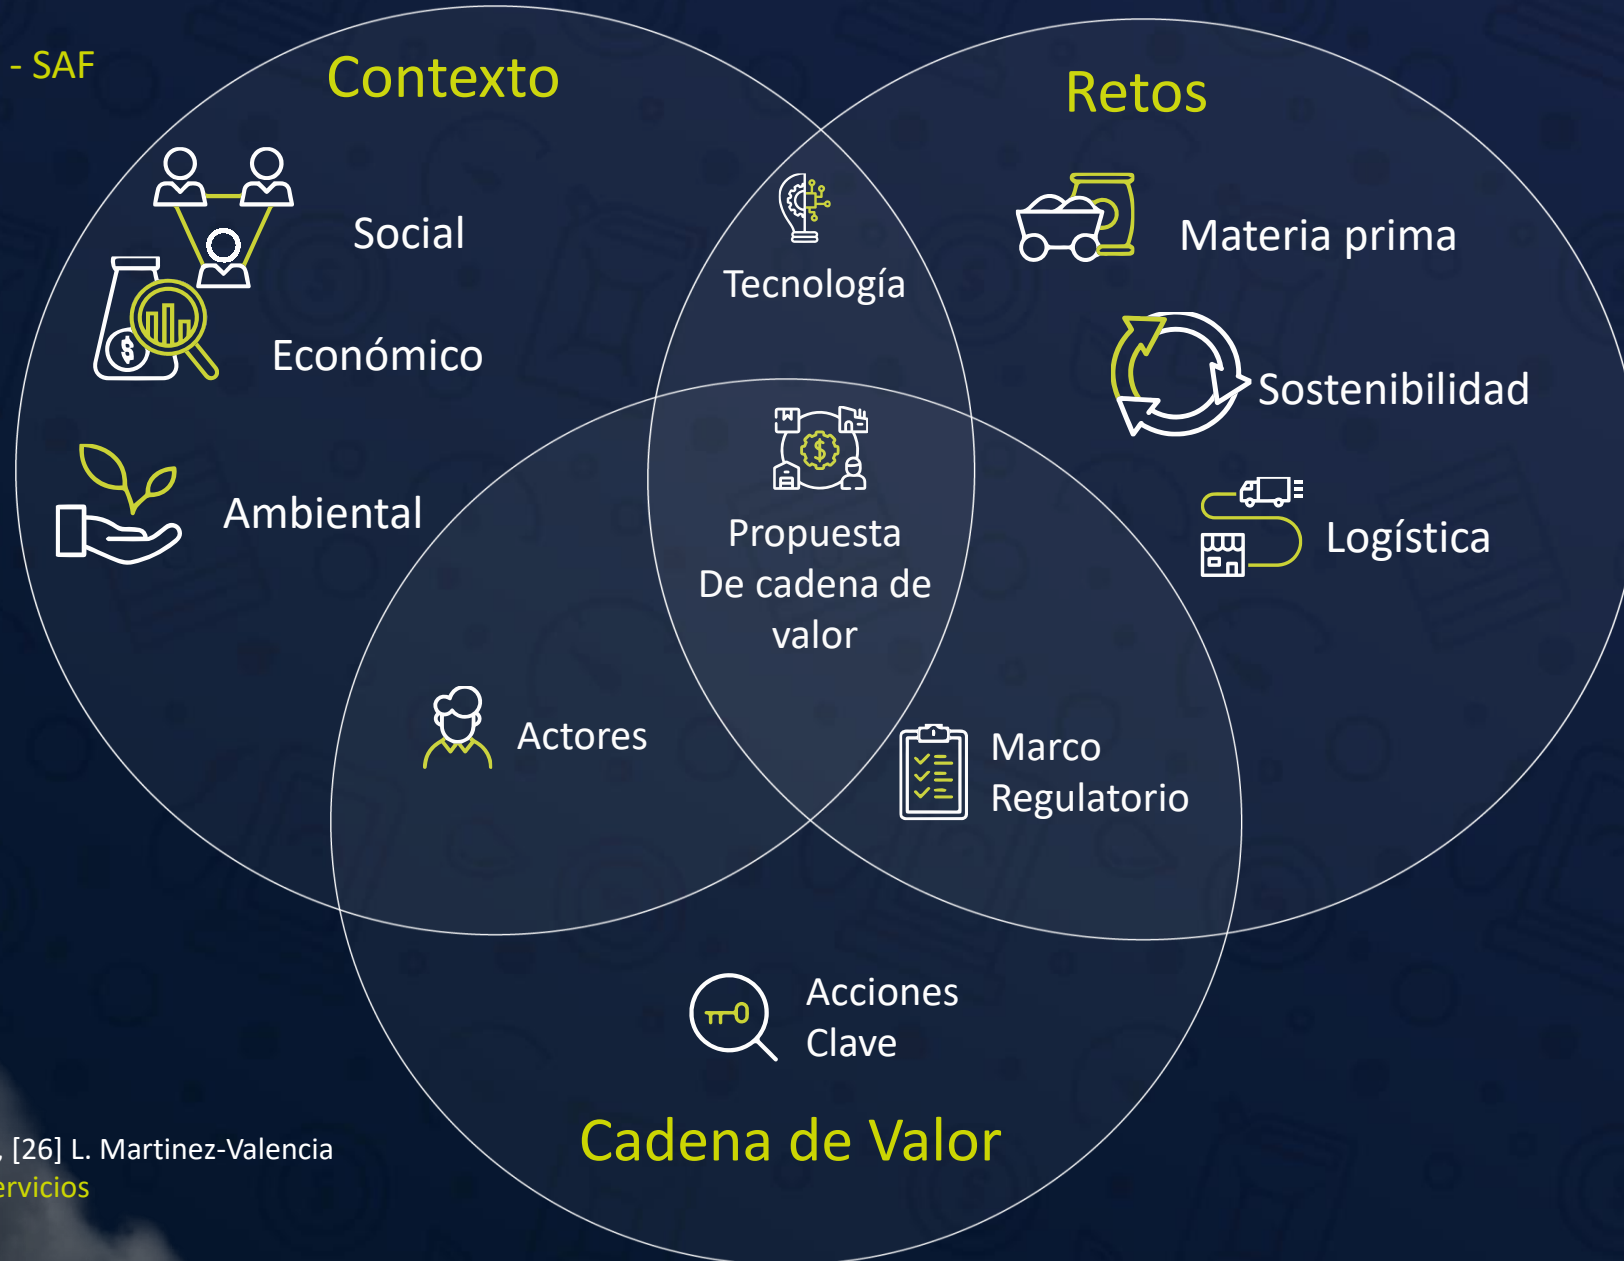 - SAF
Contexto
Retos
Social
Materia prima
Tecnología
Económico
Sostenibilidad
Ambiental
Propuesta
De cadena de
valor
Logística
Actores
Marco
Regulatorio
Acciones
Clave
Cadena de Valor
, [26] L. Martinez-Valencia
ervicios